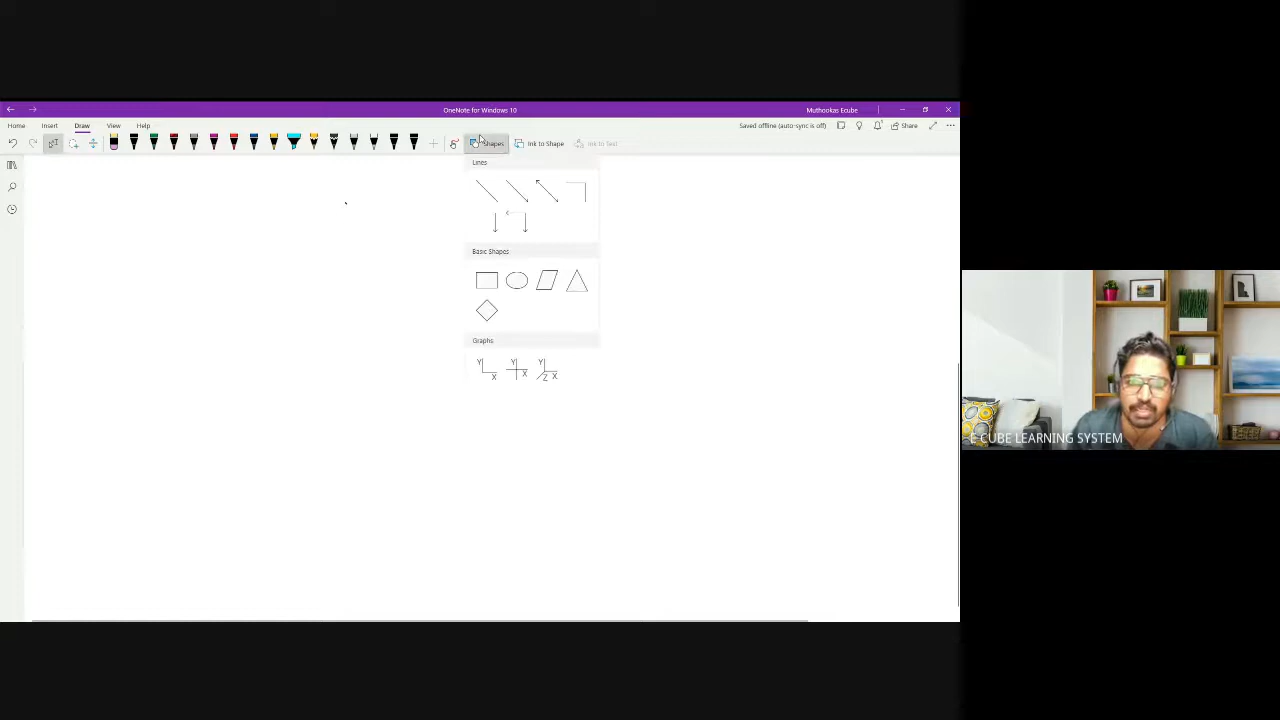 OneNote for Windows 10
Muthookas Ecube
Home Insert Draw View Help
Saved offline (auto-sync is off)
Share
Shapes
Ink to Shape
Ink to Text
Lines
Basic Shapes
Graphs
Y X Y X Y Z X
E CUBE LEARNING SYSTEM